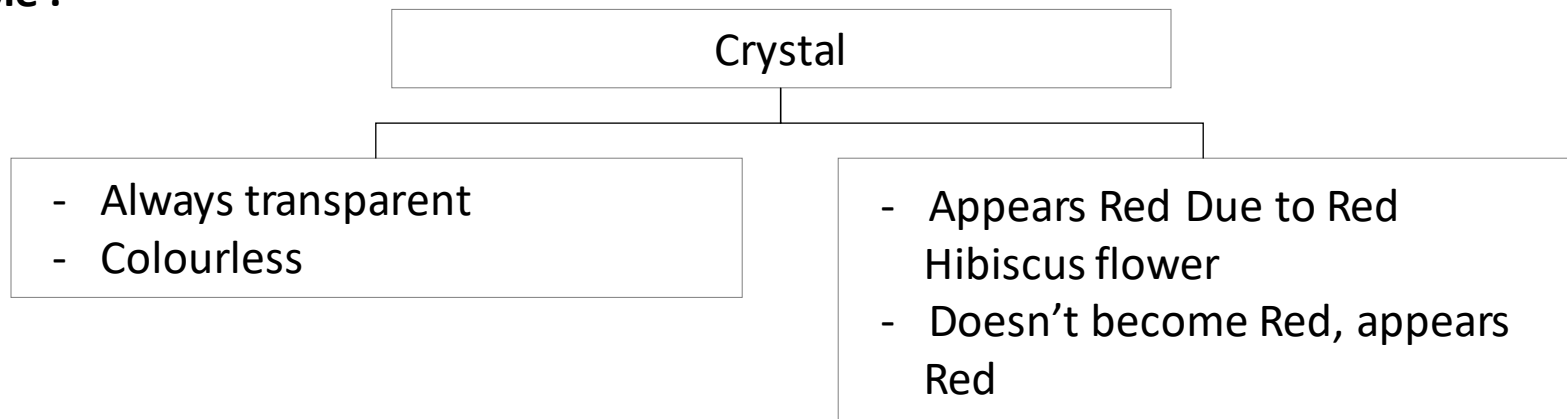 Crystal
- Always transparent
- Colourless
- Appears Red Due to Red
Hibiscus flower
- Doesn’t become Red, appears
Red